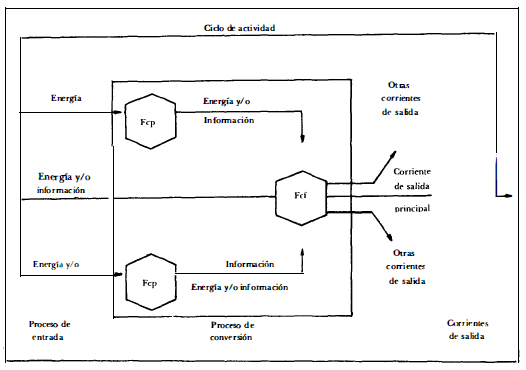 Ciclo de actividad
Otras
corrientes
de salida
Energía
Energía y/o
Fcp
Información
Energía y/o
información
Fcf
Corriente
de salida
principal
Energía y/o
Información
Fcp
Energía y/o información
Otras
corrientes
de salida
Proceso de
entrada
Proceso de
conversión
Corrientes
de salida